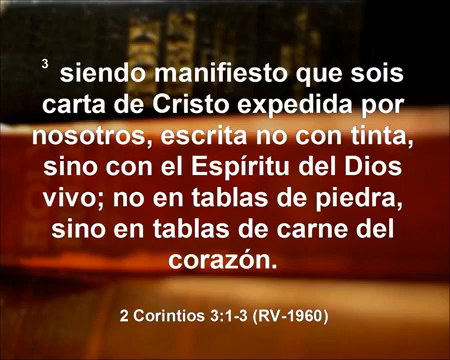 3 siendo manifiesto que sois
carta de Cristo expedida por
nosotros, escrita no con tinta,
sino con el Espíritu del Dios
vivo; no en tablas de piedra,
sino en tablas de carne del
corazón.
2 Corintios 3:1-3 (RV-1960)